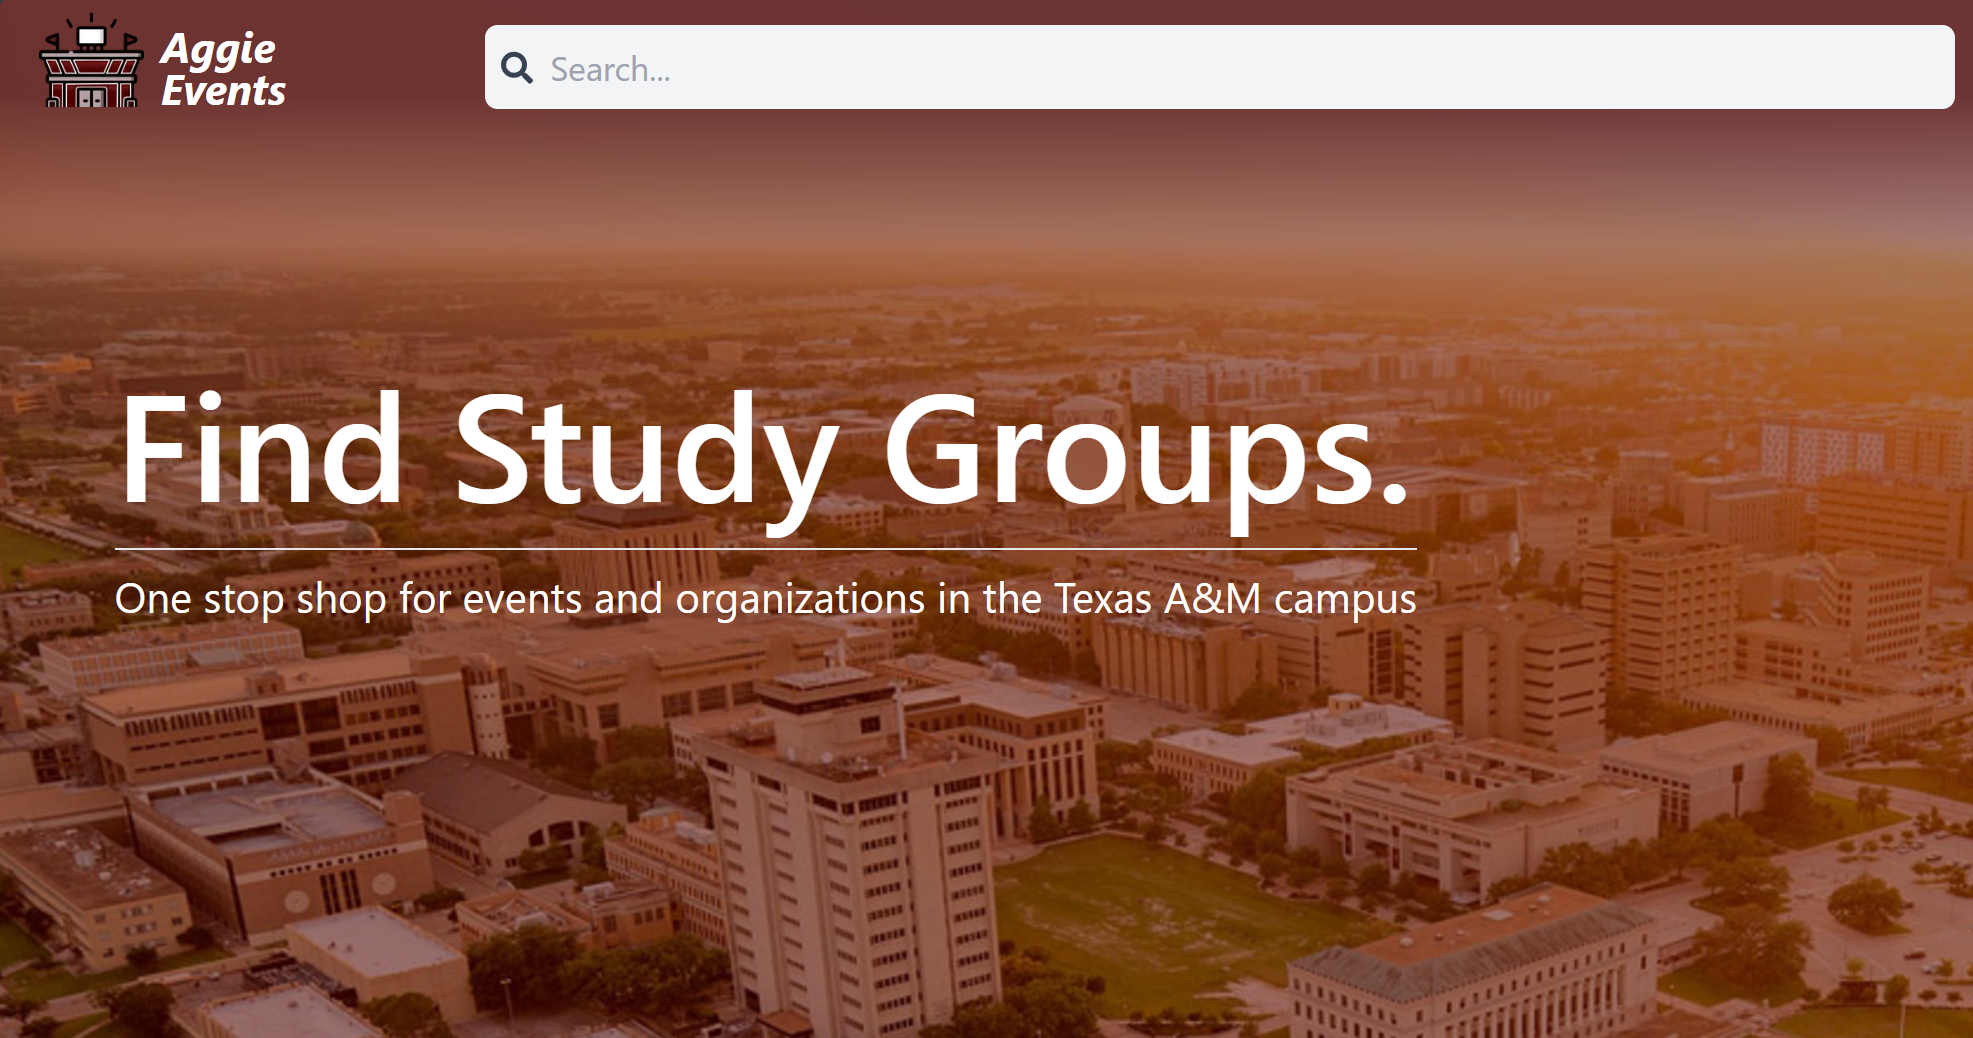 Aggie
Events
Search...
Find Study Groups.
One stop shop for events and organizations in the Texas A&M campus